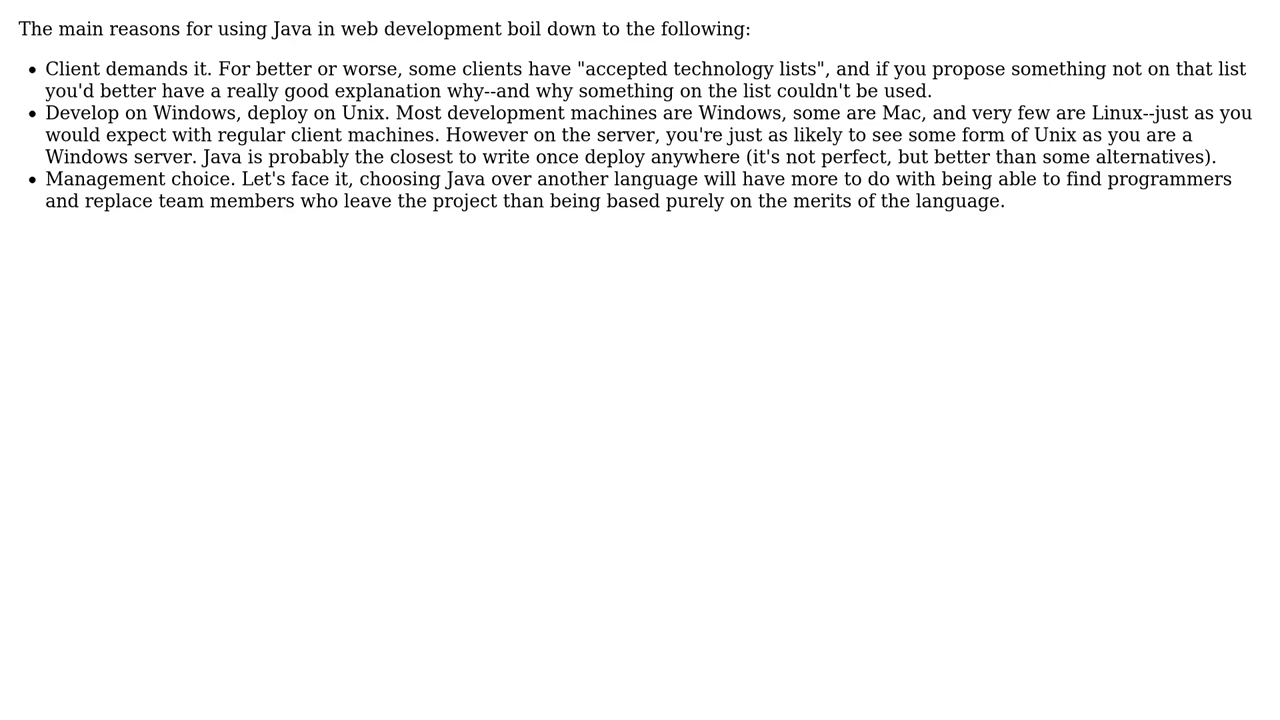 The main reasons for using Java in web development boil down to the following:
• Client demands it. For better or worse, some clients have "accepted technology lists", and if you propose something not on that list
you'd better have a really good explanation why--and why something on the list couldn't be used.
• Develop on Windows, deploy on Unix. Most development machines are Windows, some are Mac, and very few are Linux--just as you
would expect with regular client machines. However on the server, you're just as likely to see some form of Unix as you are a
Windows server. Java is probably the closest to write once deploy anywhere (it's not perfect, but better than some alternatives).
• Management choice. Let's face it, choosing Java over another language will have more to do with being able to find programmers
and replace team members who leave the project than being based purely on the merits of the language.